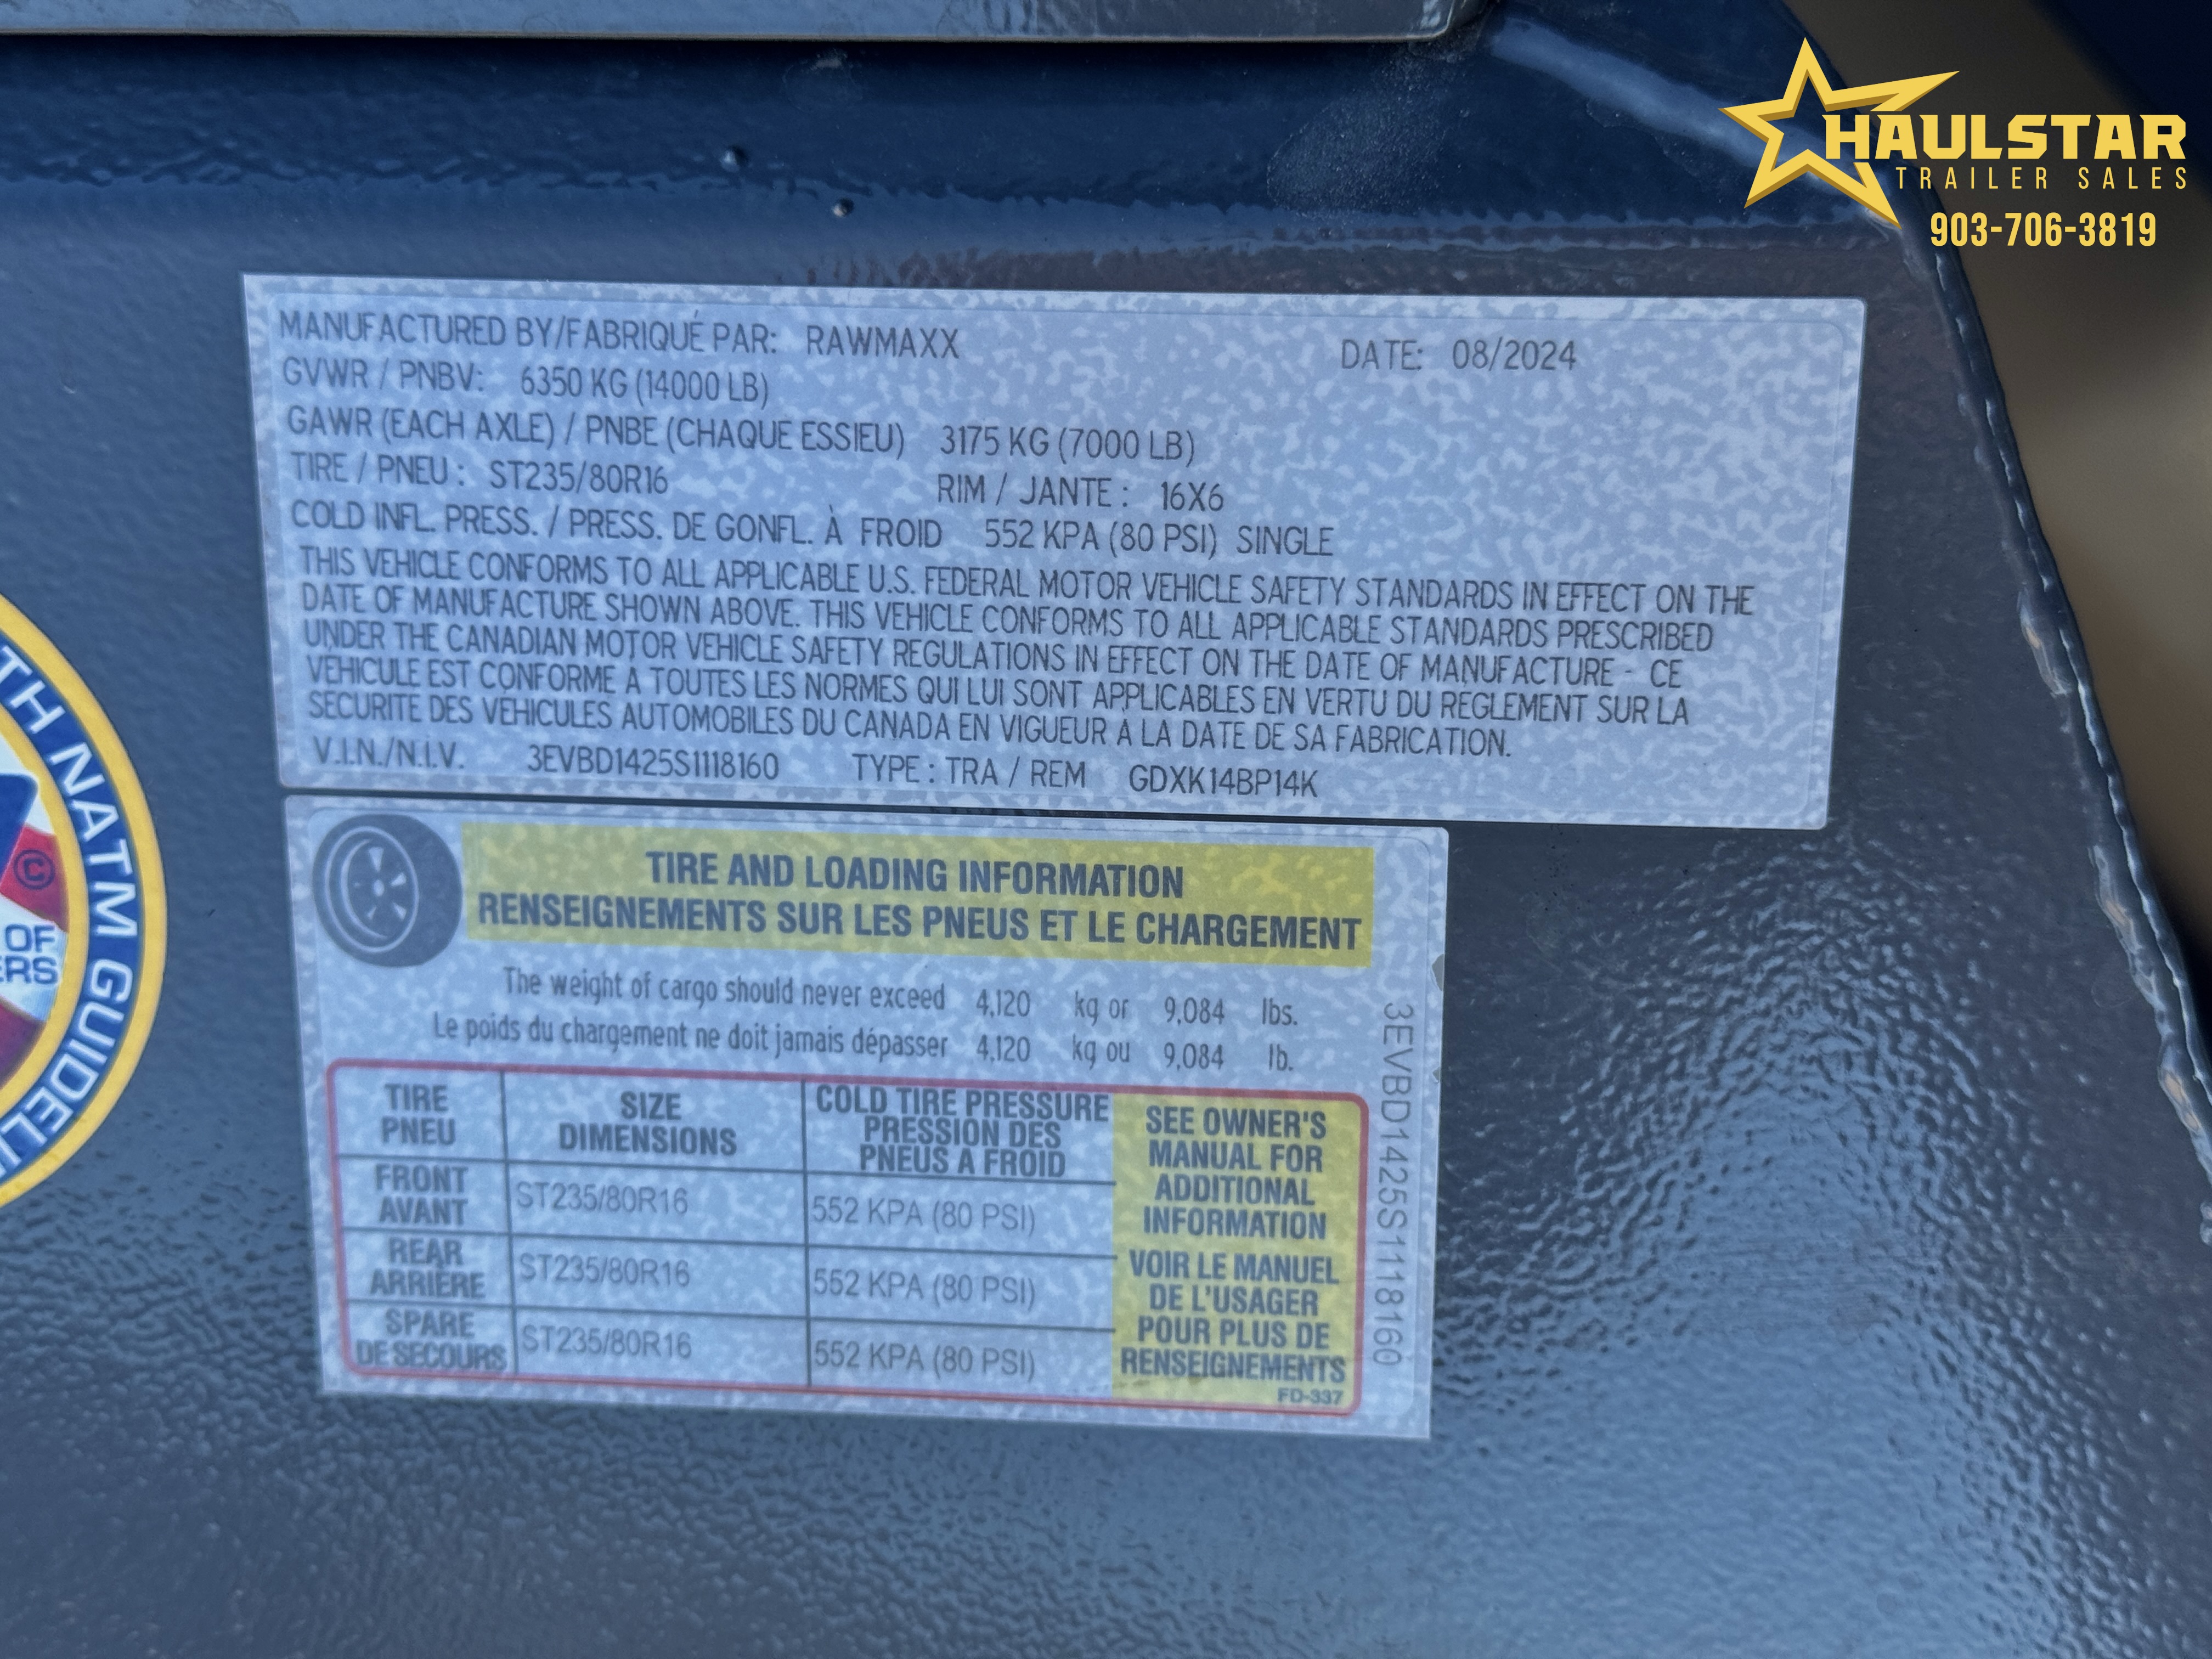 HAULSTAR
TRAILER SALES
903-706-3819
MANUFACTURED BY/FABRIQUÉ PAR: RAWMAXX DATE: 08/2024
GVWR / PNBV: 6350 KG (14000 LB)
GAWR (EACH AXLE) / PNBE (CHAQUE ESSIEU) 3175 KG (7000 LB)
TIRE / PNEU : ST235/80R16 RIM / JANTE : 16X6
COLD INFL. PRESS. / PRESS. DE GONFL. À FROID 552 KPA (80 PSI) SINGLE
THIS VEHICLE CONFORMS TO ALL APPLICABLE U.S. FEDERAL MOTOR VEHICLE SAFETY STANDARDS IN EFFECT ON THE
DATE OF MANUFACTURE SHOWN ABOVE. THIS VEHICLE CONFORMS TO ALL APPLICABLE STANDARDS PRESCRIBED
UNDER THE CANADIAN MOTOR VEHICLE SAFETY REGULATIONS IN EFFECT ON THE DATE OF MANUFACTURE - CE
VÉHICULE EST CONFORME À TOUTES LES NORMES QUI LUI SONT APPLICABLES EN VERTU DU RÈGLEMENT SUR LA
SÉCURITÉ DES VÉHICULES AUTOMOBILES DU CANADA EN VIGUEUR À LA DATE DE SA FABRICATION.
V.I.N./N.I.V. 3EVBD1425S1118160 TYPE : TRA / REM GDXK14BP14K
TIRE AND LOADING INFORMATION
RENSEIGNEMENTS SUR LES PNEUS ET LE CHARGEMENT
The weight of cargo should never exceed 4,120 kg or 9,084 lbs.
Le poids du chargement ne doit jamais dépasser 4,120 kg ou 9,084 lb.
TIRE
PNEU
SIZE
DIMENSIONS
COLD TIRE PRESSURE
PRESSION DES
PNEUS A FROID
FRONT
AVANT
ST235/80R16
552 KPA (80 PSI)
REAR
ARRIÈRE
ST235/80R16
552 KPA (80 PSI)
SPARE
DE SECOURS
ST235/80R16
552 KPA (80 PSI)
SEE OWNER'S
MANUAL FOR
ADDITIONAL
INFORMATION
VOIR LE MANUEL
DE L'USAGER
POUR PLUS DE
RENSEIGNEMENTS
FD-337
3EVBD1425S1118160
NATM
OF
©